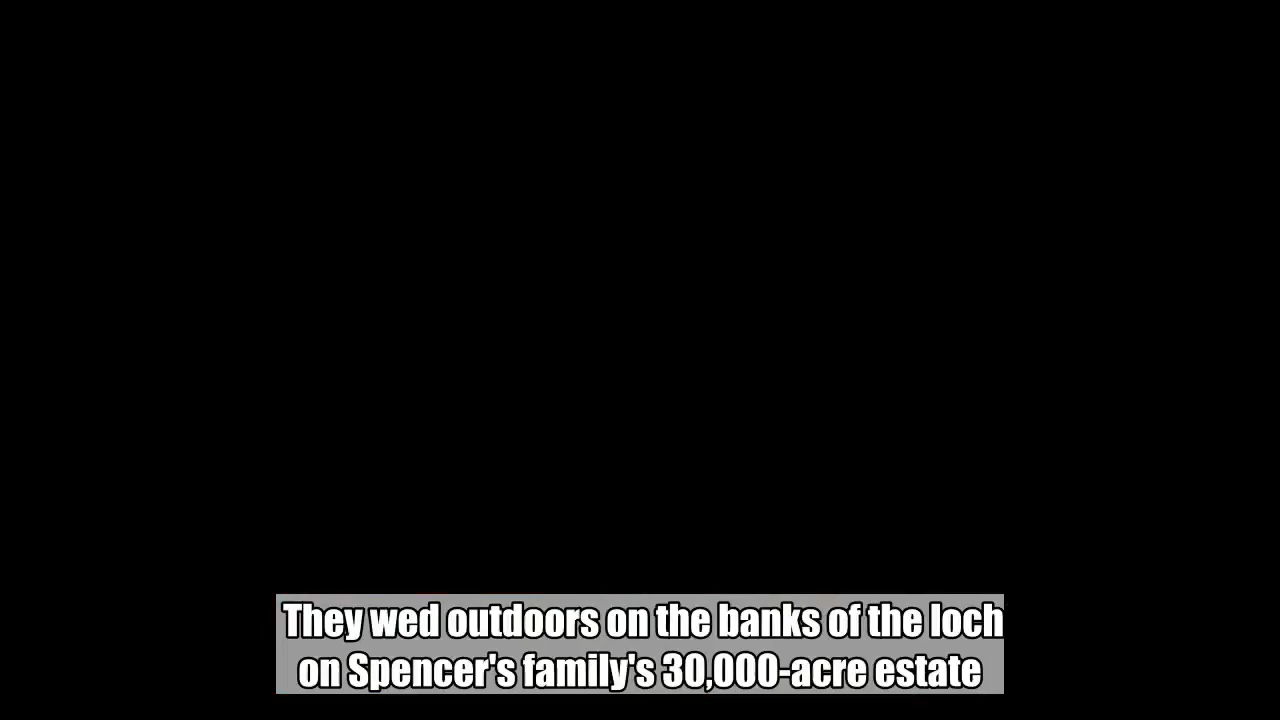 They wed outdoors on the banks of the loch
on Spencer's family's 30,000-acre estate